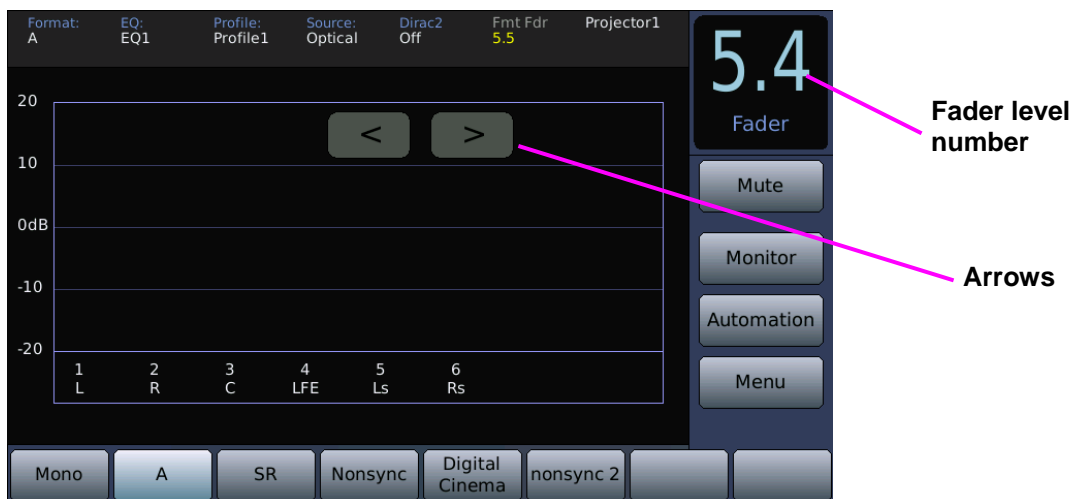 Format: EQ: Profile: Source: Dirac2 Fmt Fdr Projector1
A EQ1 Profile1 Optical Off 5.5
5.4
Fader
Fader level
number
20
< >
10
Mute
0dB
Monitor
Arrows
-10
Automation
-20
1 2 3 4 5 6
L R C LFE Ls Rs
Menu
Mono A SR Nonsync Digital Cinema nonsync 2